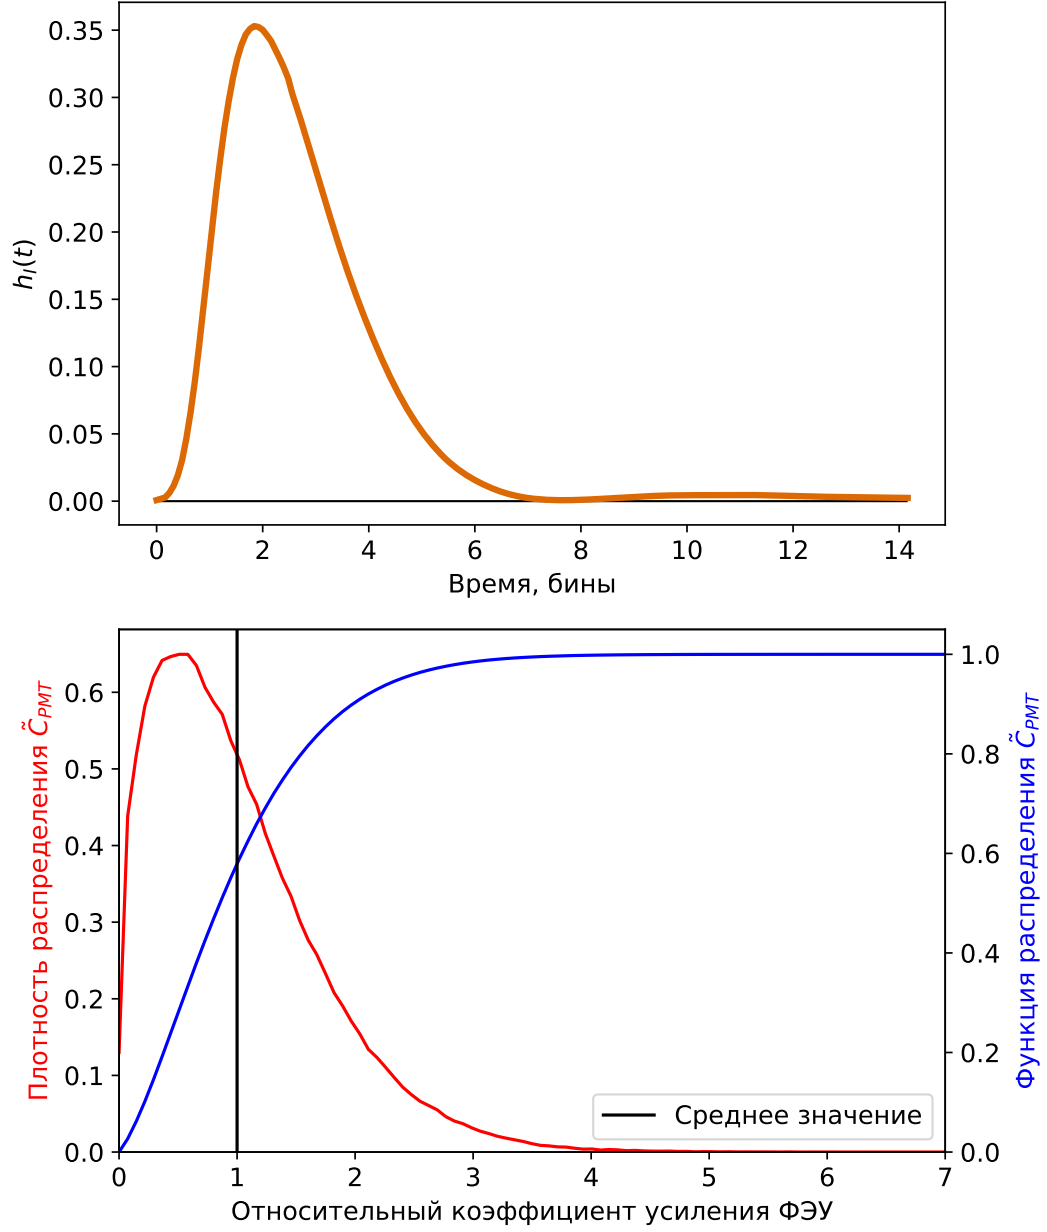 0.35
0.30
0.25
0.20
0.15
0.10
0.05
0.00
h_l(t)
0 2 4 6 8 10 12 14
Время, бины
Плотность распределения C̃_PMT
0.6
0.5
0.4
0.3
0.2
0.1
0.0
1.0
0.8
0.6
0.4
0.2
0.0
Функция распределения C̃_PMT
Среднее значение
0 1 2 3 4 5 6 7
Относительный коэффициент усиления ФЭУ